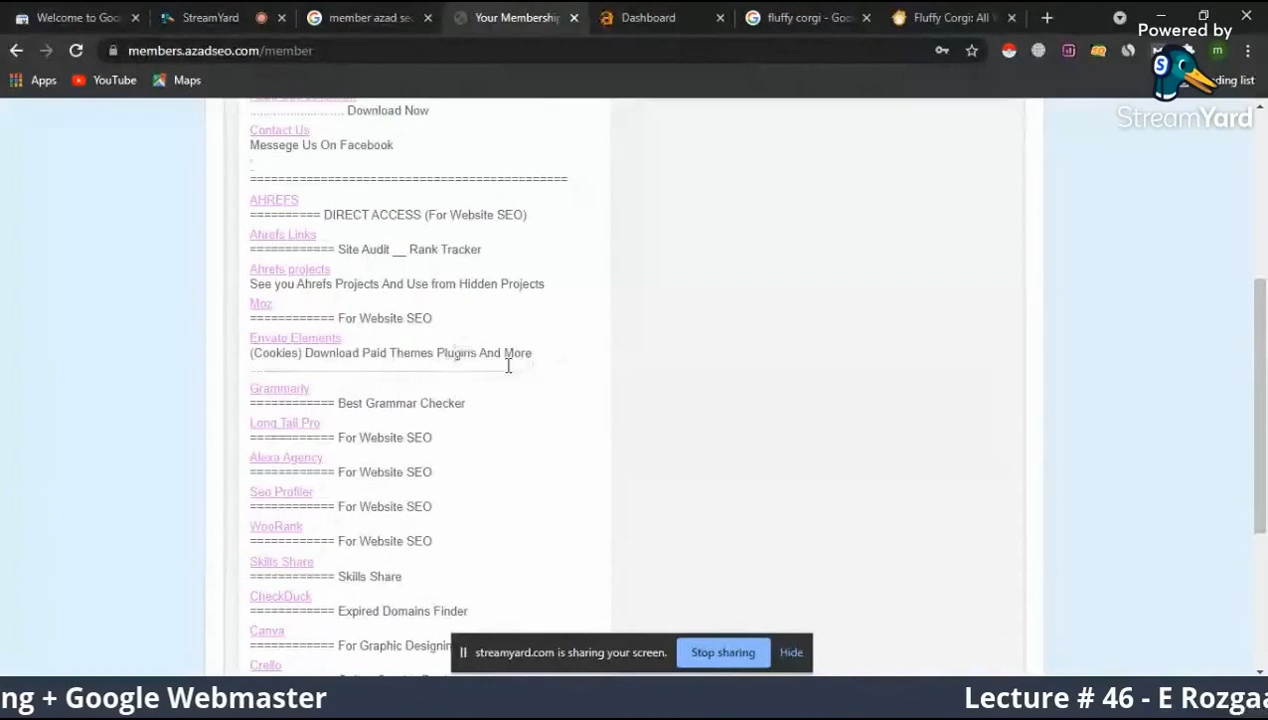 Welcome to Goo
StreamYard
member azad seo
Your Membership
Dashboard
fluffy corgi - Goo
Fluffy Corgi: All
Powered by
members.azadseo.com/member
m
Apps
YouTube
Maps
ding list
StreamYard
Download Now
Contact Us
Messege Us On Facebook
==========================================
AHREFS
========== DIRECT ACCESS (For Website SEO)
Ahrefs Links
============ Site Audit __ Rank Tracker
Ahrefs projects
See you Ahrefs Projects And Use from Hidden Projects
Moz
============ For Website SEO
Envato Elements
(Cookies) Download Paid Themes Plugins And More
Grammarly
============ Best Grammar Checker
Long Tail Pro
============ For Website SEO
Alexa Agency
============ For Website SEO
Seo Profiler
============ For Website SEO
WooRank
============ For Website SEO
Skills Share
============ Skills Share
CheckDuck
============ Expired Domains Finder
Canva
============ For Graphic Designin
Crello
streamyard.com is sharing your screen.
Stop sharing
Hide
ng + Google Webmaster
Lecture # 46 - E Rozga